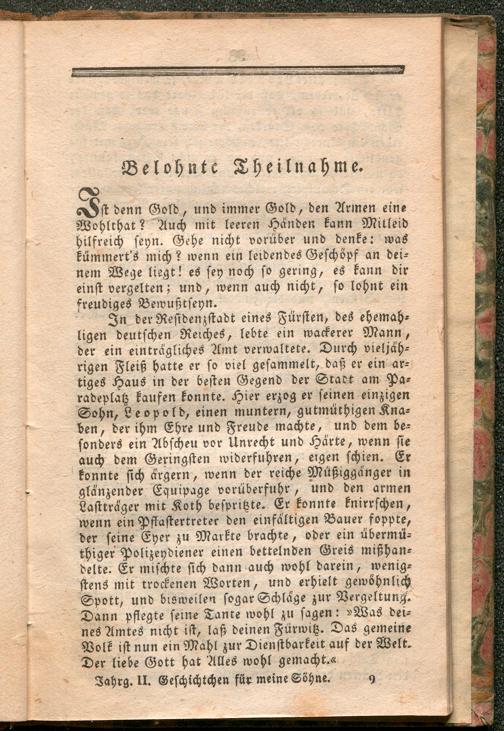 Belohnte Theilnahme.
Ist denn Gold, und immer Gold, den Armen eine
Wohlthat? Auch mit leeren Händen kann Mitleid
hilfreich seyn. Gehe nicht vorüber und denke: was
kümmert's mich? wenn ein leidendes Geschöpf an dei-
nem Wege liegt! es sey noch so gering, es kann dir
einst vergelten; und, wenn auch nicht, so lohnt ein
freudiges Bewußtseyn.
In der Residenzstadt eines Fürsten, des ehemah-
ligen deutschen Reiches, lebte ein wackerer Mann,
der ein einträgliches Amt verwaltete. Durch vieljäh-
rigen Fleiß hatte er so viel gesammelt, daß er ein ar-
tiges Haus in der besten Gegend der Stadt am Pa-
radeplatz kaufen konnte. Hier erzog er seinen einzigen
Sohn, Leopold, einen muntern, gutmüthigen Kna-
ben, der ihm Ehre und Freude machte, und dem be-
sonders ein Abscheu vor Unrecht und Härte, wenn sie
auch dem Geringsten widerfuhren, eigen schien. Er
konnte sich ärgern, wenn der reiche Müßiggänger in
glänzender Equipage vorüberfuhr, und den armen
Lastträger mit Koth bespritzte. Er konnte knirrschen,
wenn ein Pflastertreter den einfältigen Bauer foppte,
der seine Eyer zu Markte brachte, oder ein übermü-
thiger Polizeydiener einen bettelnden Greis mißhan-
delte. Er mischte sich dann auch wohl darein, wenig-
stens mit trockenen Worten, und erhielt gewöhnlich
Spott, und bisweilen sogar Schläge zur Vergeltung.
Dann pflegte seine Tante wohl zu sagen: »Was dei-
nes Amtes nicht ist, laß deinen Fürwitz. Das gemeine
Volk ist nun ein Mahl zur Dienstbarkeit auf der Welt.
Der liebe Gott hat Alles wohl gemacht.«
Jahrg. II. Geschichtchen für meine Söhne. 9